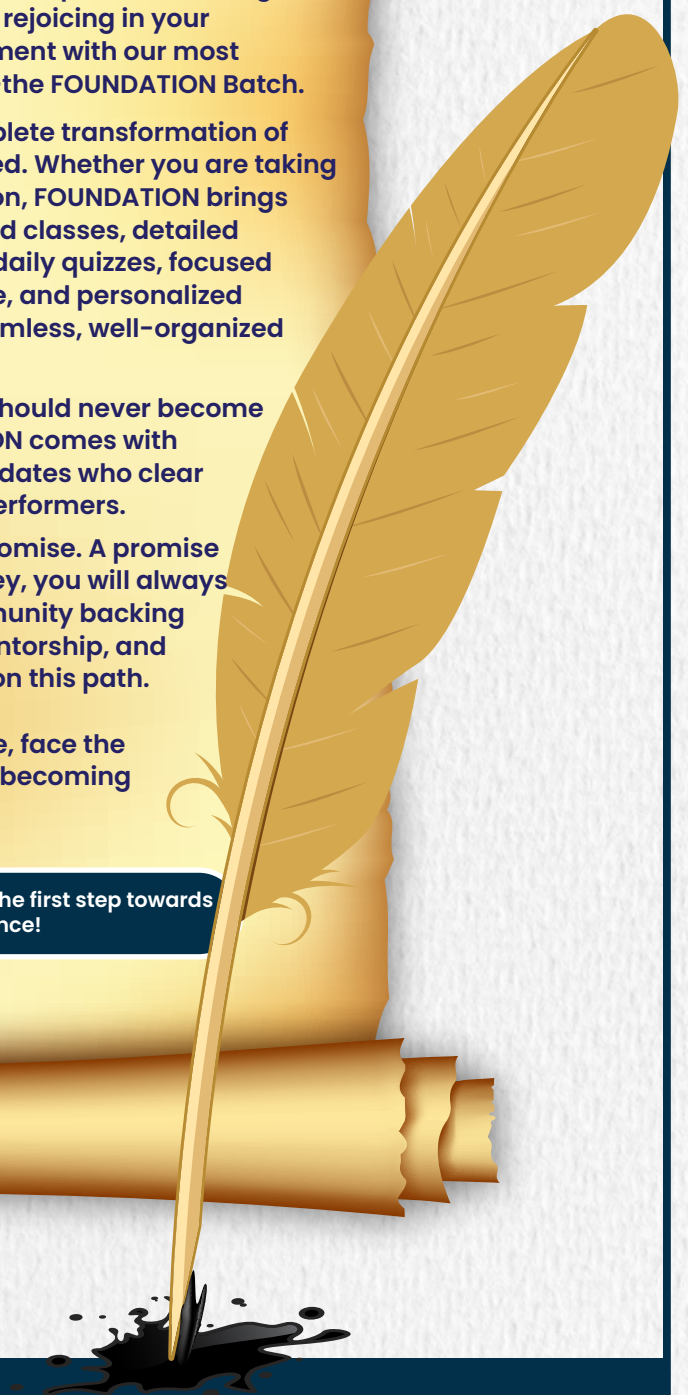 rejoicing in your
ment with our most
the FOUNDATION Batch.
plete transformation of
ed. Whether you are taking
on, FOUNDATION brings
d classes, detailed
daily quizzes, focused
e, and personalized
mless, well-organized
hould never become
ON comes with
dates who clear
erformers.
omise. A promise
ey, you will always
munity backing
ntorship, and
on this path.
e, face the
becoming
he first step towards
nce!